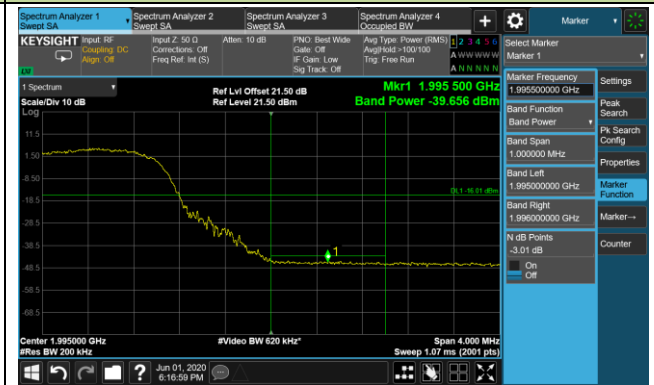 Spectrum Analyzer 1
Swept SA
Spectrum Analyzer 2
Swept SA
Spectrum Analyzer 3
Swept SA
Spectrum Analyzer 4
Occupied BW
+
Marker
KEYSIGHT
Input: RF
Coupling: DC
Align: Off
Input Z: 50 Ω
Corrections: Off
Freq Ref: Int (S)
Atten: 10 dB
PNO: Best Wide
Gate: Off
IF Gain: Low
Sig Track: Off
Avg Type: Power (RMS)
Avg|Hold:>100/100
Trig: Free Run
1 2 3 4 5 6
A W W W W W
A N N N N N
LNI
Select Marker
Marker 1
1 Spectrum
Scale/Div 10 dB
Ref Lvl Offset 21.50 dB
Ref Level 21.50 dBm
Mkr1 1.995 500 GHz
Band Power -39.656 dBm
Log
11.5
1.50
-8.50
-18.5
-28.5
-38.5
-48.5
-58.5
-68.5
DL1 -16.01 dBm
1
Center 1.995000 GHz
#Res BW 200 kHz
#Video BW 620 kHz*
Span 4.000 MHz
Sweep 1.07 ms (2001 pts)
Marker Frequency
1.995500000 GHz
Band Function
Band Power
Band Span
1.000000 MHz
Band Left
1.995000000 GHz
Band Right
1.996000000 GHz
N dB Points
-3.01 dB
On
Off
Settings
Peak
Search
Pk Search
Config
Properties
Marker
Function
Marker→
Counter
?
Jun 01, 2020
6:16:59 PM